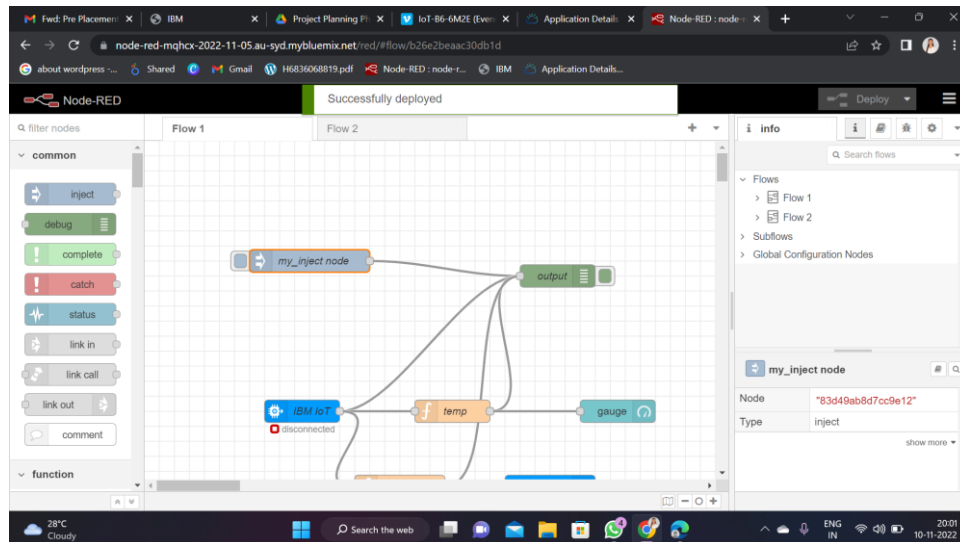 Fwd: Pre Placement
IBM
Project Planning Ph
IoT-B6-6M2E (Even
Application Details
Node-RED : node-r
node-red-mqhcx-2022-11-05.au-syd.mybluemix.net/red/#flow/b26e2beaac30db1d
about wordpress -...
Shared
Gmail
H6836068819.pdf
Node-RED : node-r...
IBM
Application Details...
Node-RED
Successfully deployed
Deploy
filter nodes
Flow 1
Flow 2
i info
i
common
Search flows
inject
debug
complete
catch
status
link in
link call
link out
comment
function
my_inject node
output
IBM IoT
disconnected
temp
gauge
Flows
Flow 1
Flow 2
Subflows
Global Configuration Nodes
my_inject node
Node
"83d49ab8d7cc9e12"
Type
inject
show more
28°C
Cloudy
Search the web
ENG
IN
20:01
10-11-2022